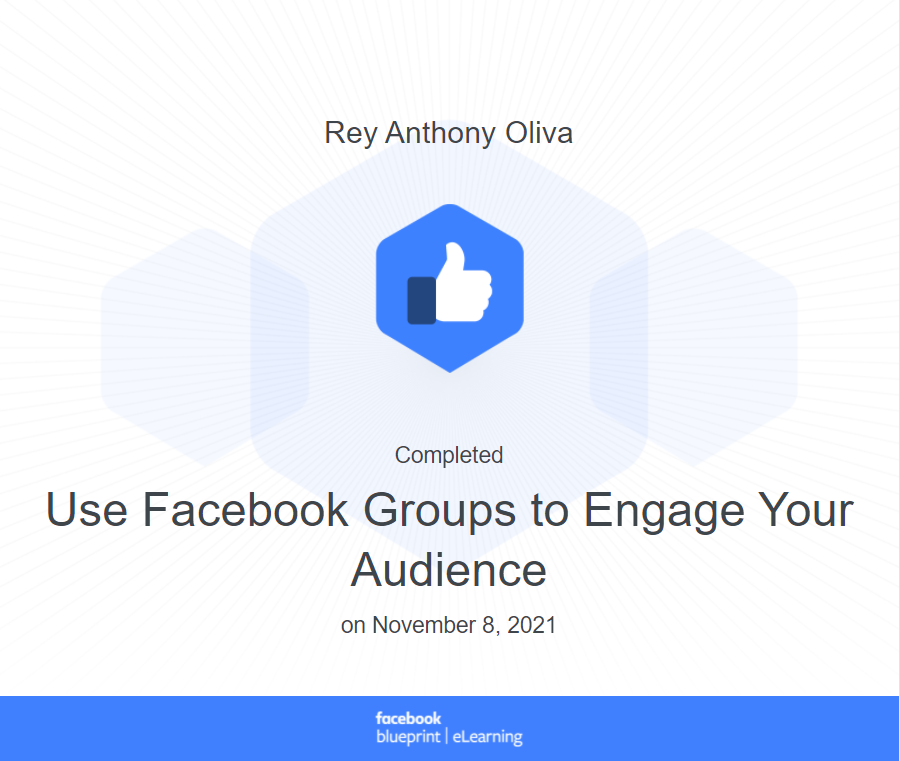 Rey Anthony Oliva
Completed
Use Facebook Groups to Engage Your
Audience
on November 8, 2021
facebook
blueprint | eLearning